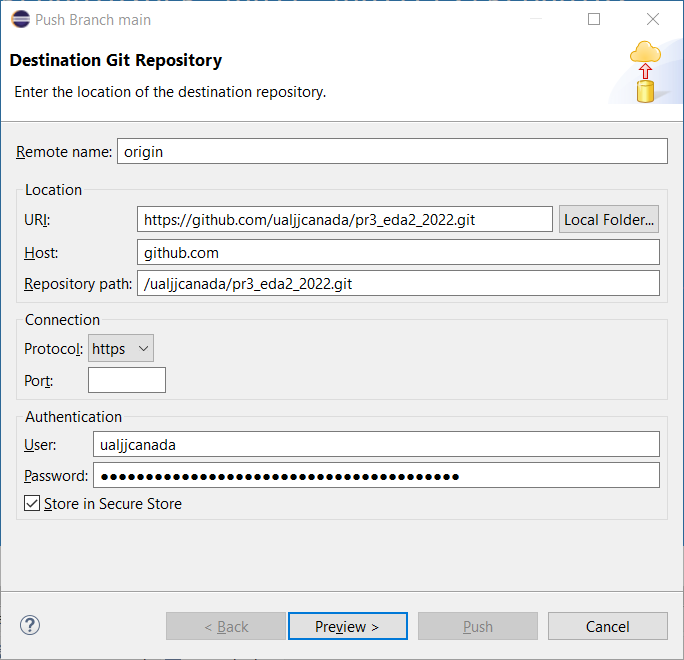 Push Branch main
Destination Git Repository
Enter the location of the destination repository.
Remote name: origin
Location
URI: https://github.com/ualjjcanada/pr3_eda2_2022.git Local Folder...
Host: github.com
Repository path: /ualjjcanada/pr3_eda2_2022.git
Connection
Protocol: https
Port:
Authentication
User: ualjjcanada
Password: ●●●●●●●●●●●●●●●●●●●●●●●●●●●●●●●●●●●●●●●●
Store in Secure Store
? < Back Preview > Push Cancel